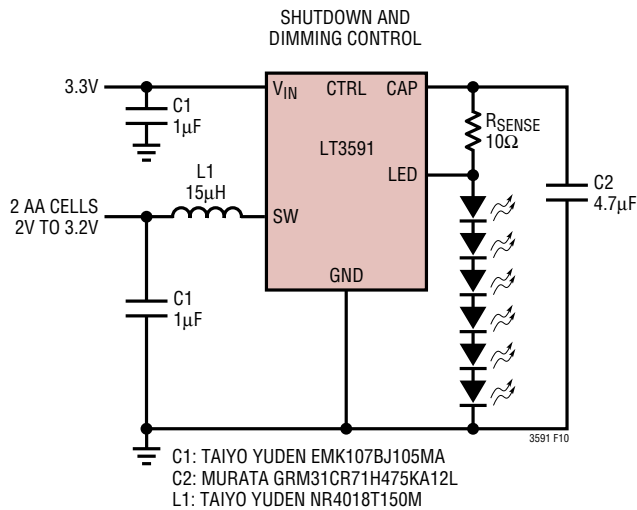 SHUTDOWN AND
DIMMING CONTROL
3.3V
VIN
CTRL
CAP
C1
1µF
RSENSE
10Ω
LT3591
L1
15µH
LED
C2
4.7µF
2 AA CELLS
2V TO 3.2V
SW
GND
C1
1µF
3591 F10
C1: TAIYO YUDEN EMK107BJ105MA
C2: MURATA GRM31CR71H475KA12L
L1: TAIYO YUDEN NR4018T150M